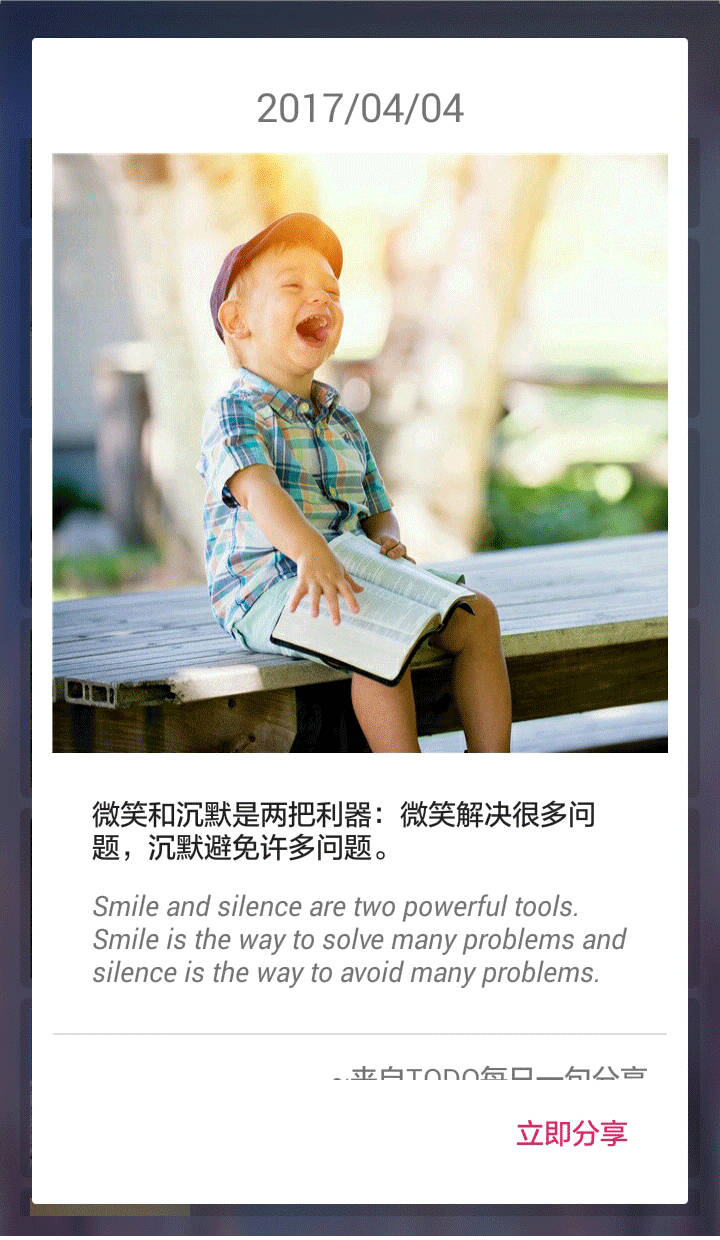 2017/04/04
微笑和沉默是两把利器：微笑解决很多问
题，沉默避免许多问题。
Smile and silence are two powerful tools.
Smile is the way to solve many problems and
silence is the way to avoid many problems.
~来自TODO每日一句分享
立即分享